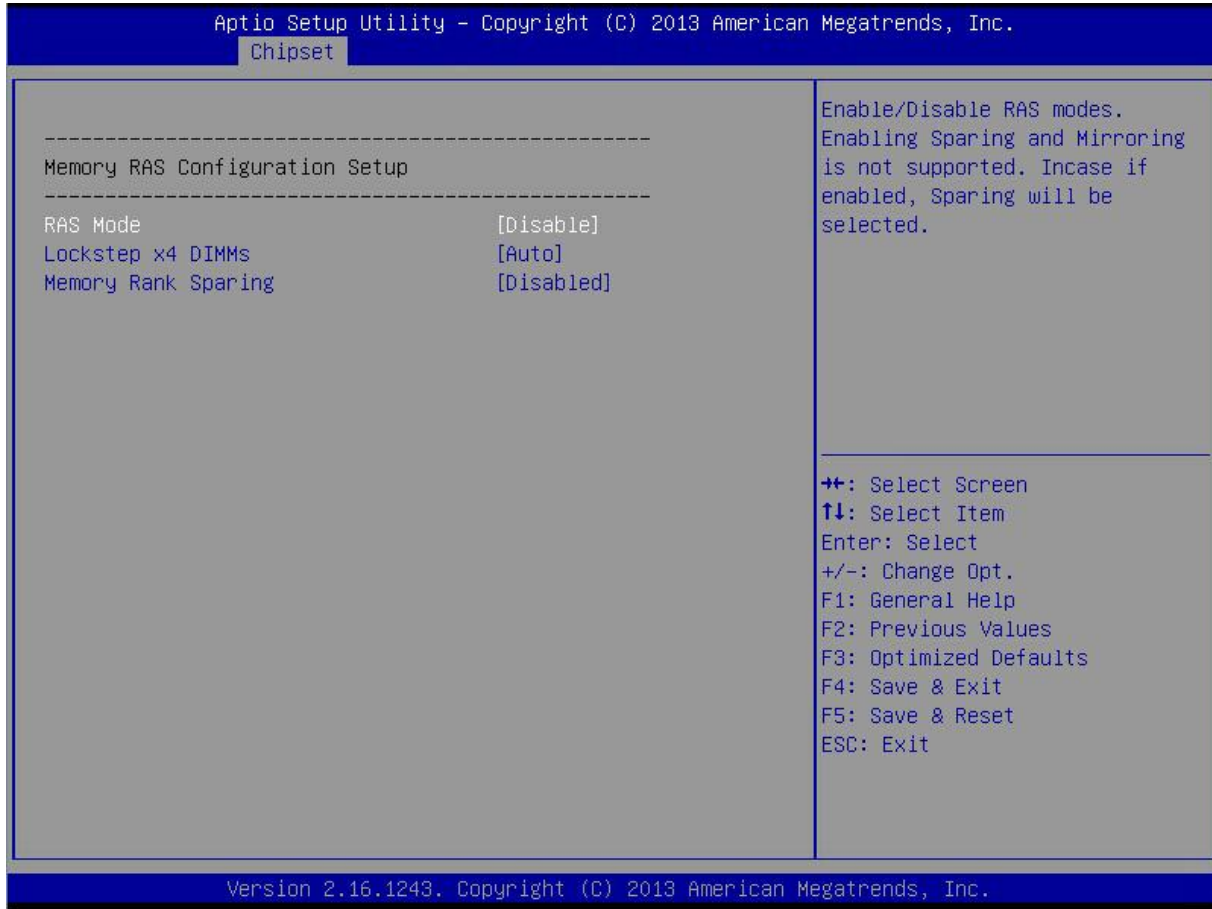 Aptio Setup Utility – Copyright (C) 2013 American Megatrends, Inc.
Chipset
--------------------------------------------------
Memory RAS Configuration Setup
--------------------------------------------------
RAS Mode [Disable]
Lockstep x4 DIMMs [Auto]
Memory Rank Sparing [Disabled]
Enable/Disable RAS modes.
Enabling Sparing and Mirroring
is not supported. Incase if
enabled, Sparing will be
selected.
→←: Select Screen
↑↓: Select Item
Enter: Select
+/-: Change Opt.
F1: General Help
F2: Previous Values
F3: Optimized Defaults
F4: Save & Exit
F5: Save & Reset
ESC: Exit
Version 2.16.1243. Copyright (C) 2013 American Megatrends, Inc.